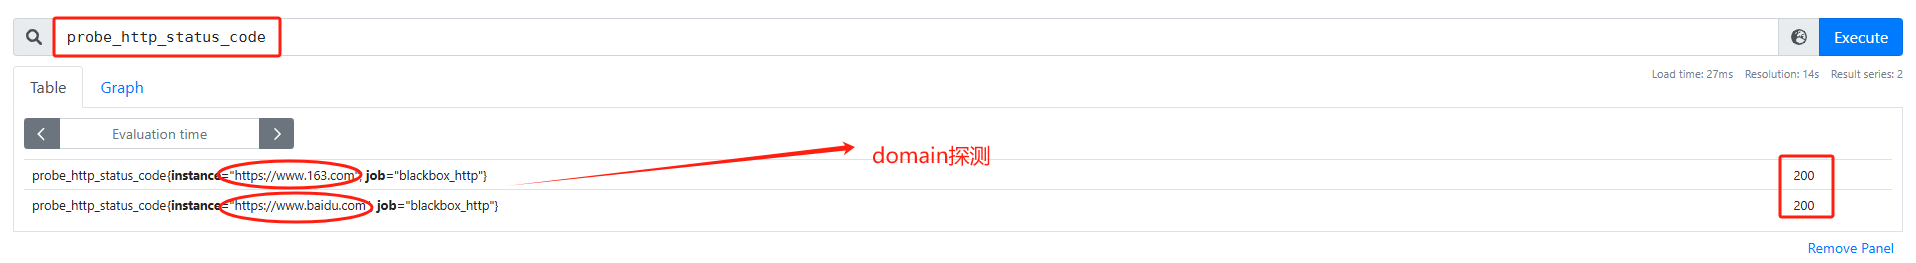 probe_http_status_code
Execute
Load time: 27ms Resolution: 14s Result series: 2
Table
Graph
Evaluation time
domain探测
probe_http_status_code{instance="https://www.163.com", job="blackbox_http"}
200
probe_http_status_code{instance="https://www.baidu.com", job="blackbox_http"}
200
Remove Panel